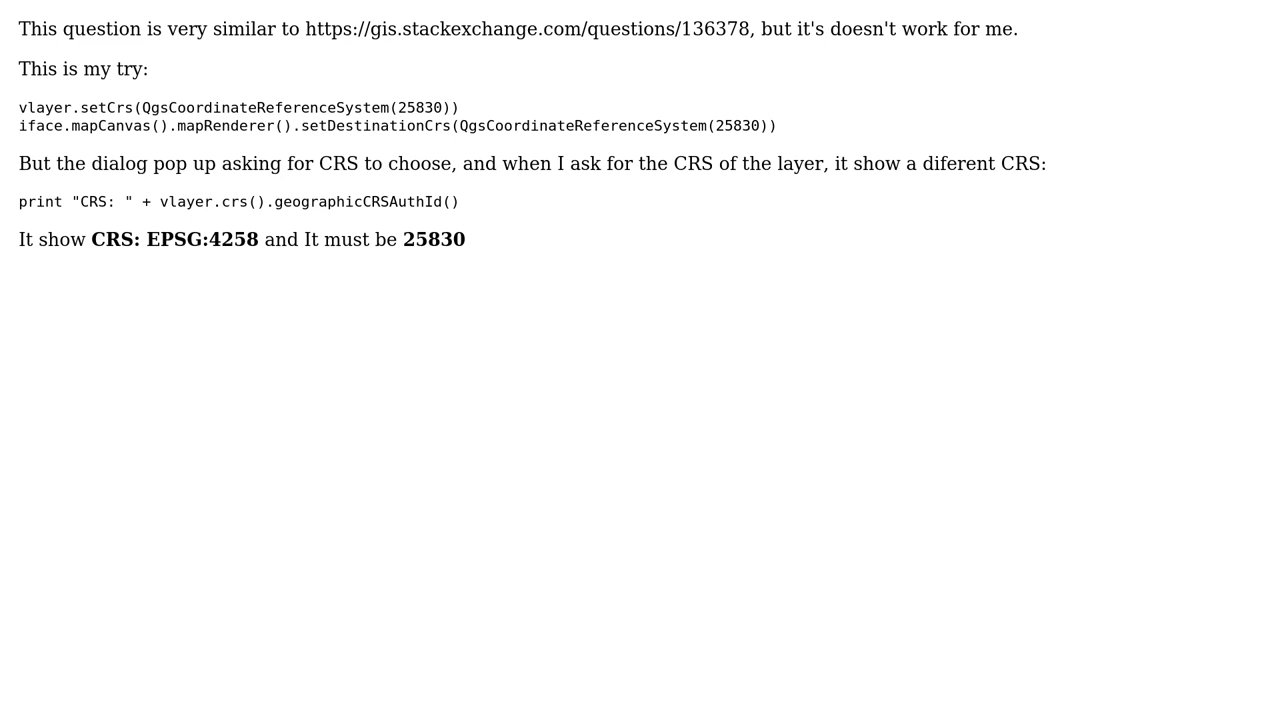 This question is very similar to https://gis.stackexchange.com/questions/136378, but it's doesn't work for me.
This is my try:
vlayer.setCrs(QgsCoordinateReferenceSystem(25830))
iface.mapCanvas().mapRenderer().setDestinationCrs(QgsCoordinateReferenceSystem(25830))
But the dialog pop up asking for CRS to choose, and when I ask for the CRS of the layer, it show a diferent CRS:
print "CRS: " + vlayer.crs().geographicCRSAuthId()
It show CRS: EPSG:4258 and It must be 25830